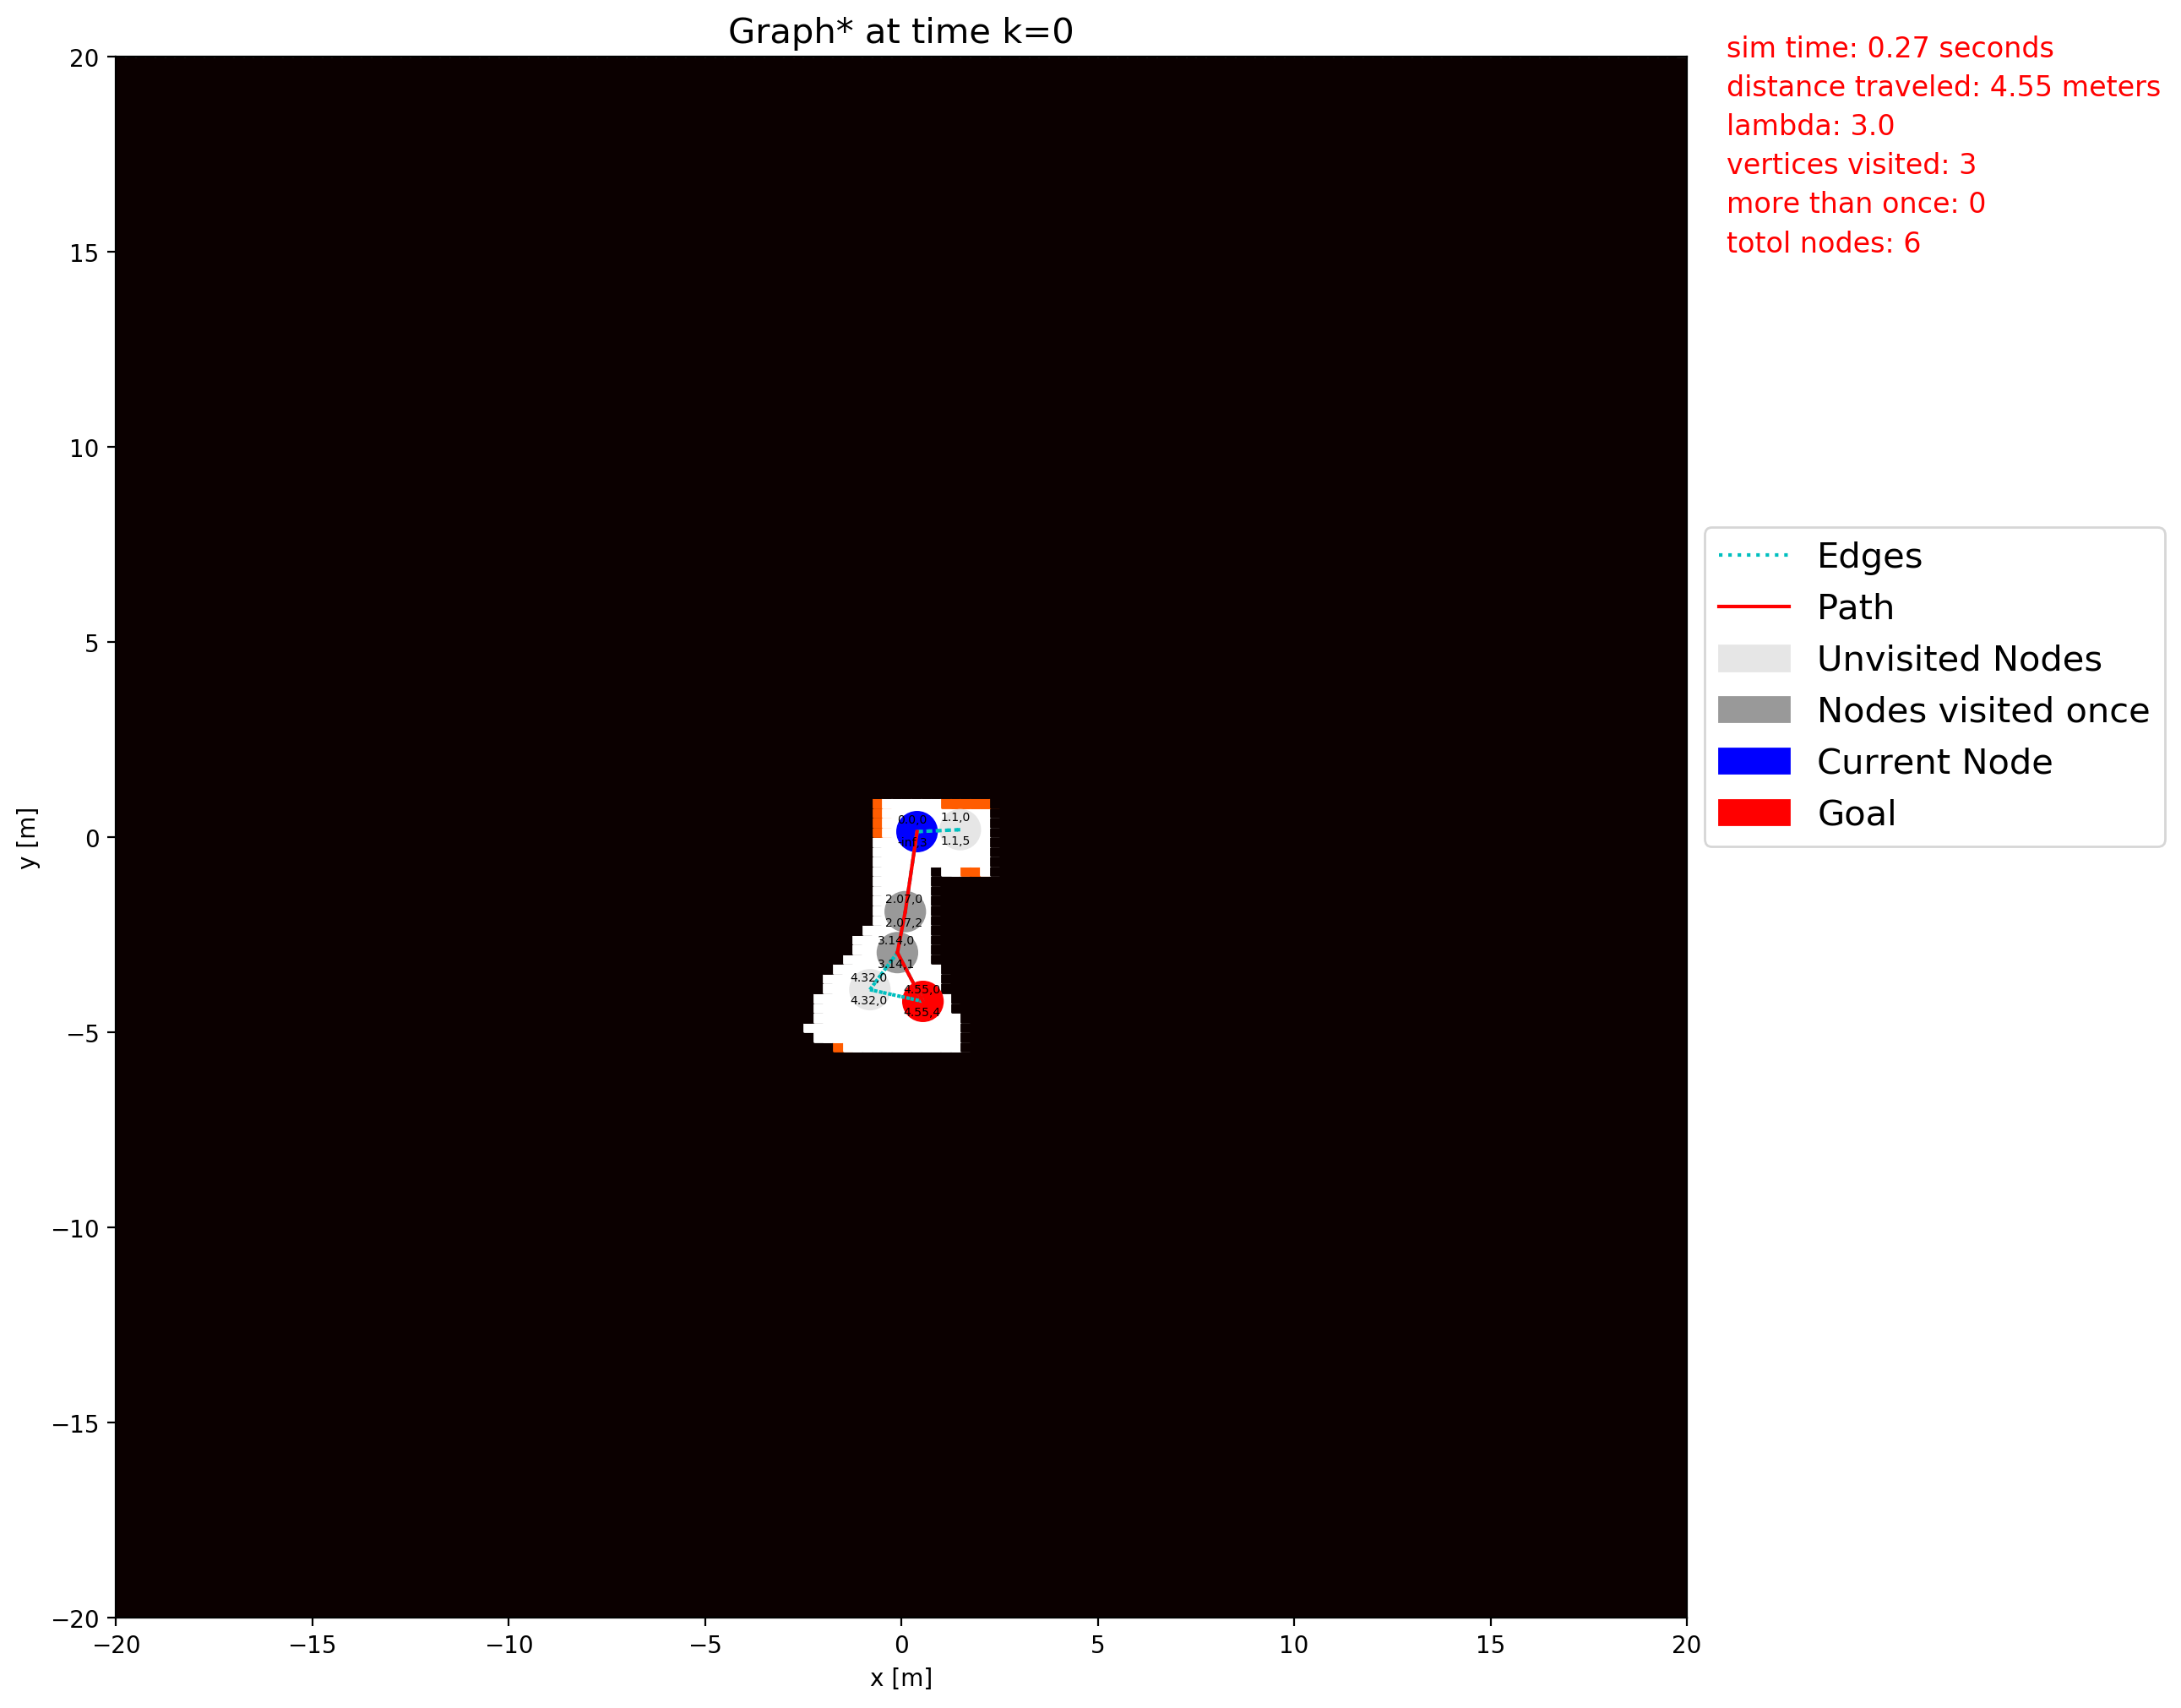 Graph* at time k=0
sim time: 0.27 seconds
distance traveled: 4.55 meters
lambda: 3.0
vertices visited: 3
more than once: 0
totol nodes: 6
20
15
10
5
0
−5
−10
−15
−20
y [m]
−20 −15 −10 −5 0 5 10 15 20
x [m]
0.0,0
1.1,0
1.1,5
2.07,0
2.07,2
3.14,0
3.14,1
4.32,0
4.32,0
4.55,0
4.55,4
Edges
Path
Unvisited Nodes
Nodes visited once
Current Node
Goal